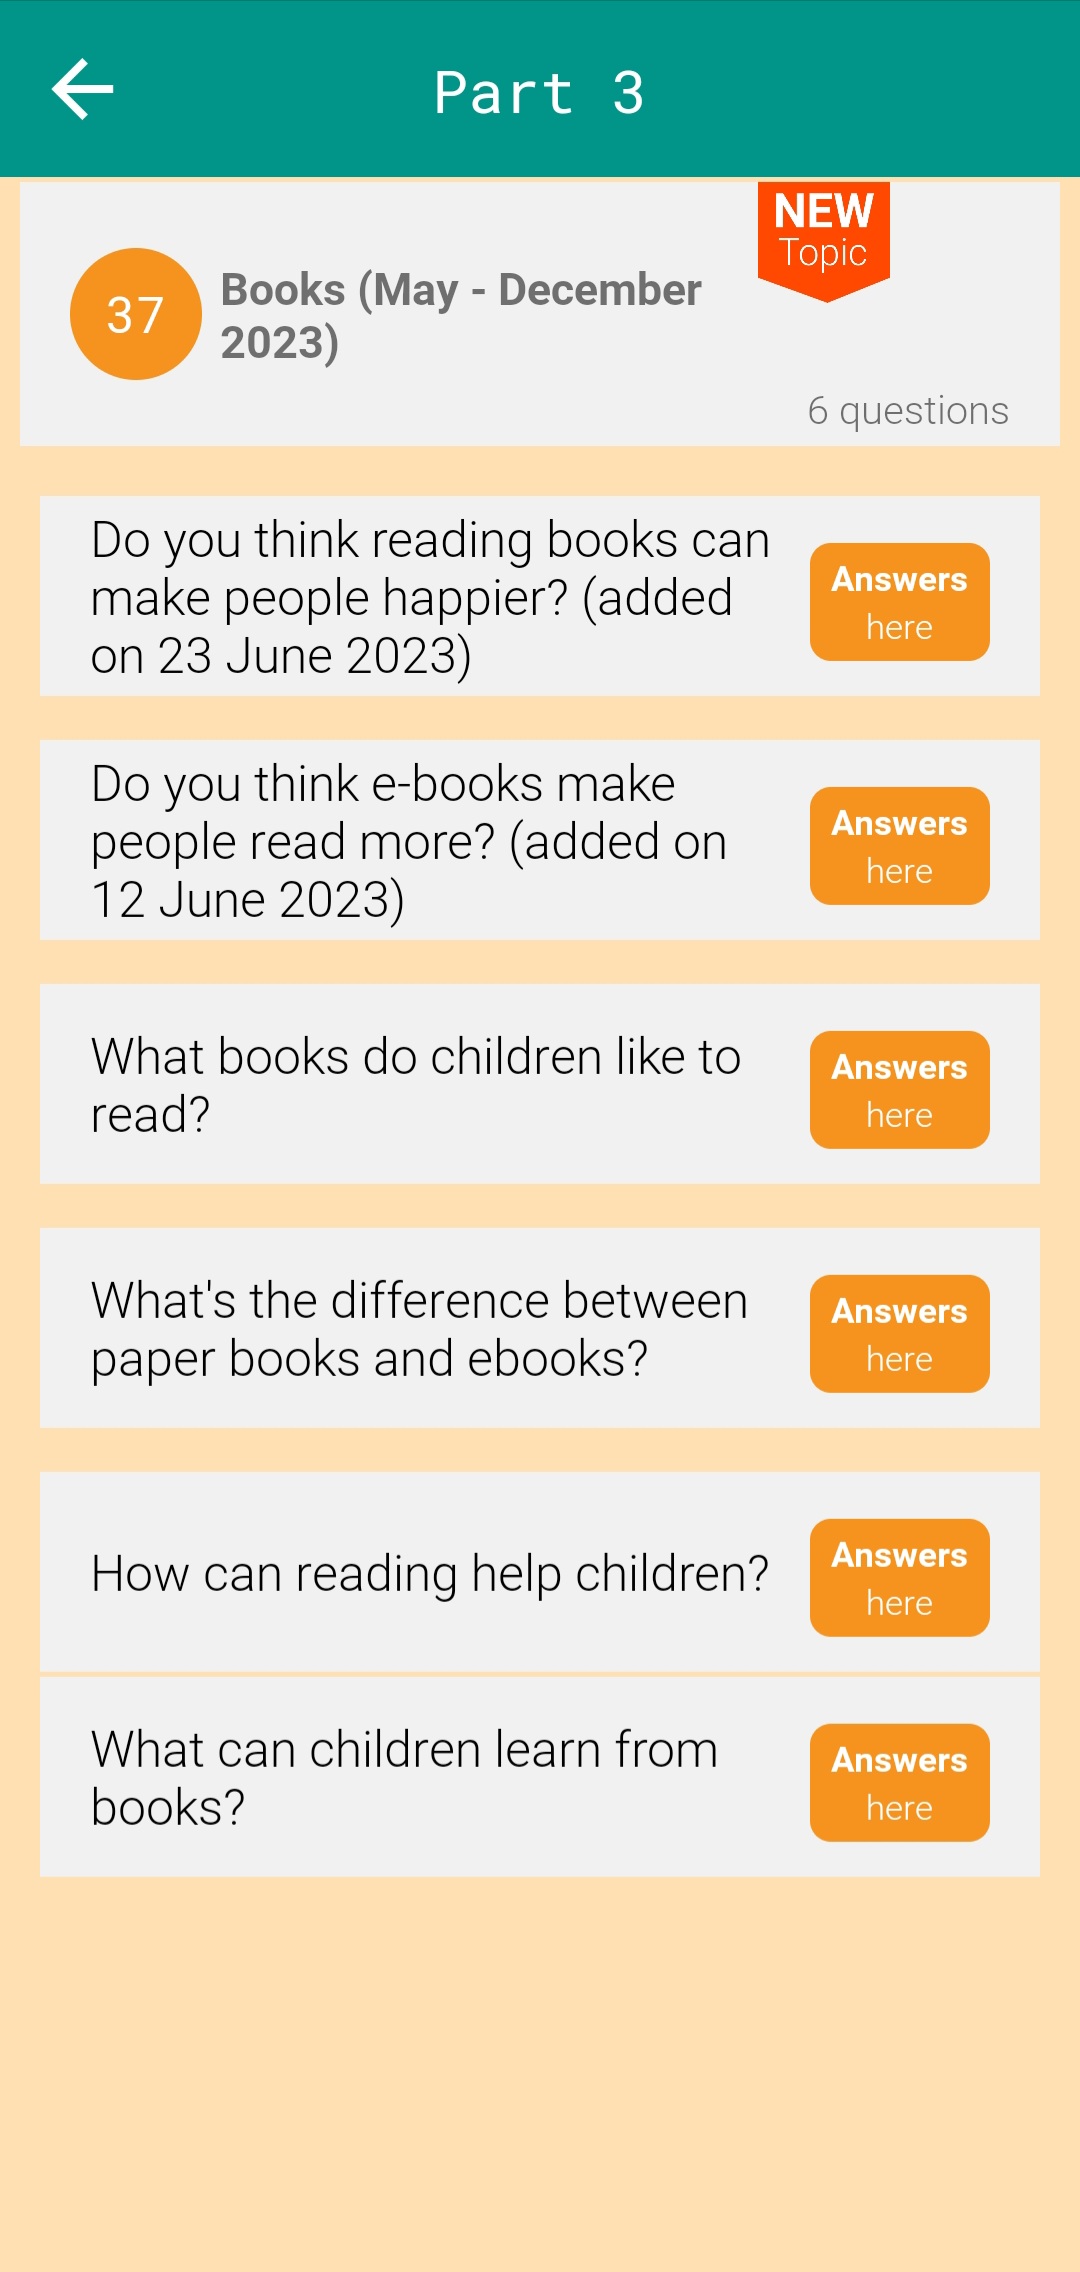 Part 3
NEW
Topic
37
Books (May - December
2023)
6 questions
Do you think reading books can
make people happier? (added
on 23 June 2023)
Answers
here
Do you think e-books make
people read more? (added on
12 June 2023)
Answers
here
What books do children like to
read?
Answers
here
What's the difference between
paper books and ebooks?
Answers
here
How can reading help children?
Answers
here
What can children learn from
books?
Answers
here